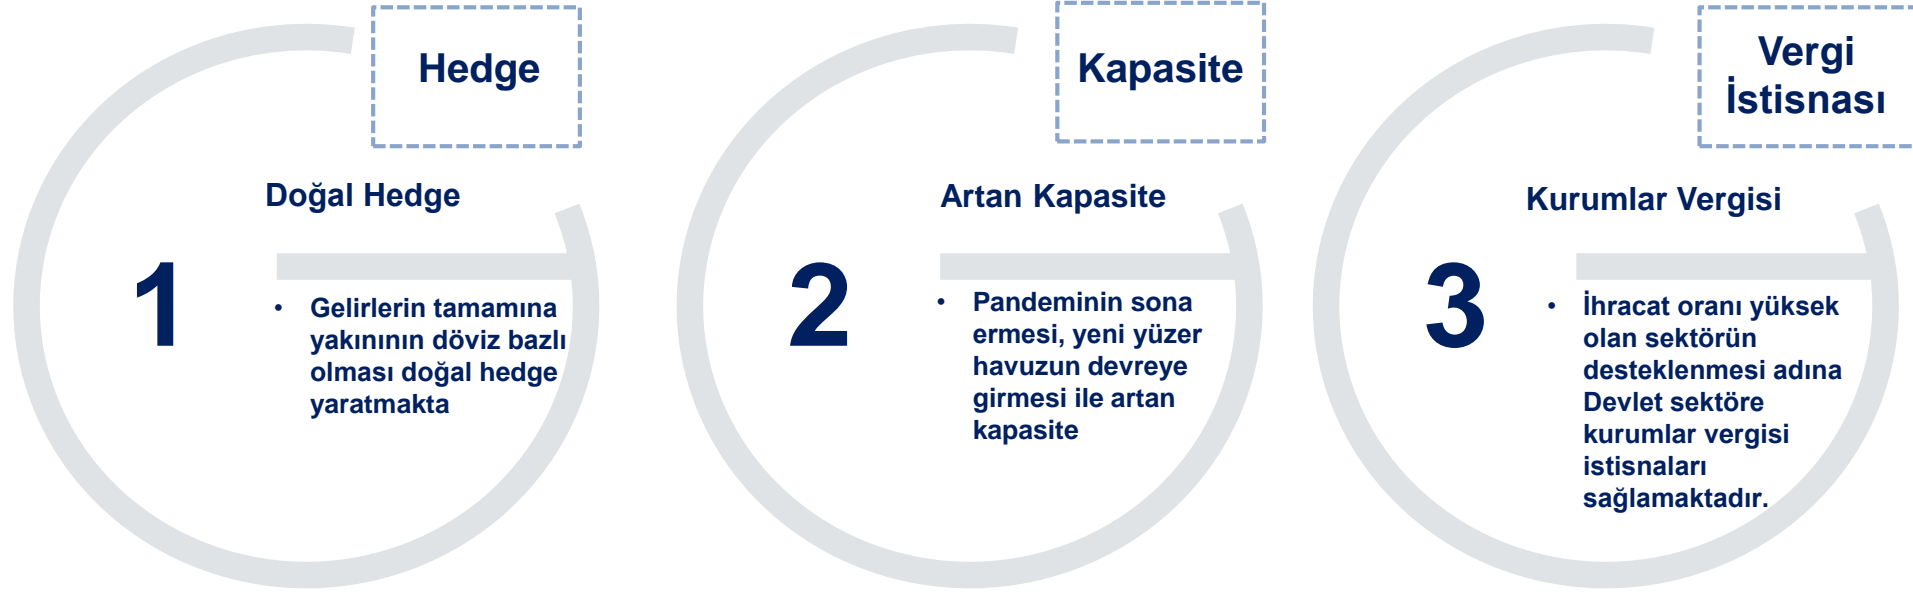 Hedge
Doğal Hedge
1
• Gelirlerin tamamına
yakınının döviz bazlı
olması doğal hedge
yaratmakta
Kapasite
Artan Kapasite
2
• Pandeminin sona
ermesi, yeni yüzer
havuzun devreye
girmesi ile artan
kapasite
Vergi
İstisnası
Kurumlar Vergisi
3
• İhracat oranı yüksek
olan sektörün
desteklenmesi adına
Devlet sektöre
kurumlar vergisi
istisnaları
sağlamaktadır.